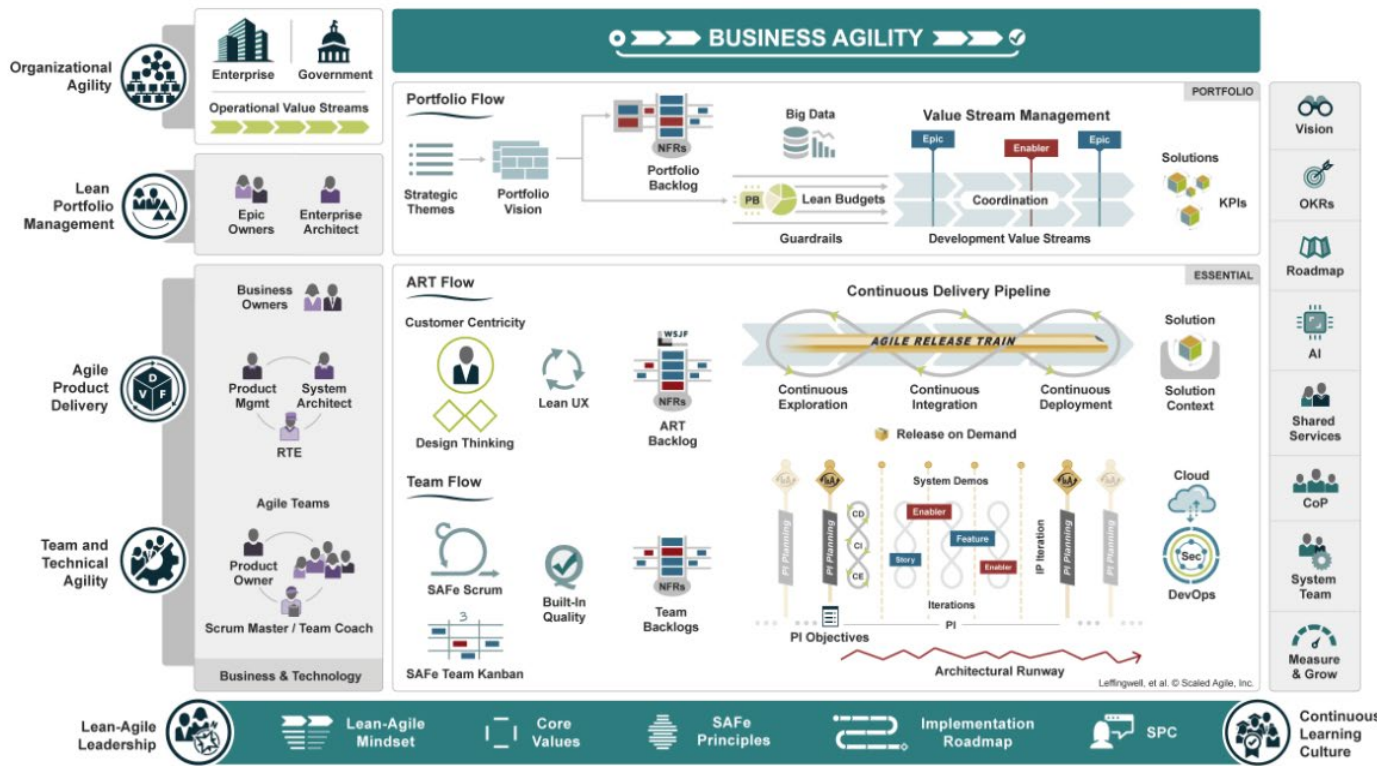 BUSINESS AGILITY
Organizational
Agility
Enterprise
Government
Operational Value Streams
Lean
Portfolio
Management
Epic
Owners
Enterprise
Architect
PORTFOLIO
Portfolio Flow
Strategic
Themes
Portfolio
Vision
NFRs
Portfolio
Backlog
Big Data
PB
Lean Budgets
Guardrails
Value Stream Management
Epic
Enabler
Epic
Coordination
Development Value Streams
Solutions
KPIs
Agile
Product
Delivery
D
V
F
Business
Owners
Product
Mgmt
System
Architect
RTE
Team and
Technical
Agility
Agile Teams
Product
Owner
Scrum Master / Team Coach
Business & Technology
ESSENTIAL
ART Flow
Customer Centricity
Design Thinking
Lean UX
WSJF
NFRs
ART
Backlog
Continuous Delivery Pipeline
AGILE RELEASE TRAIN
Continuous
Exploration
Continuous
Integration
Continuous
Deployment
Release on Demand
Solution
Solution
Context
Team Flow
SAFe Scrum
3
SAFe Team Kanban
Built-In
Quality
NFRs
Team
Backlogs
PI Planning
PI Planning
CD
CI
CE
System Demos
Enabler
Feature
Story
Enabler
Iterations
IP Iteration
PI Planning
PI Planning
PI Objectives
PI
Architectural Runway
Cloud
Sec
DevOps
Leffingwell, et al. © Scaled Agile, Inc.
Vision
OKRs
Roadmap
AI
Shared
Services
CoP
System
Team
Measure
& Grow
Lean-Agile
Leadership
Lean-Agile
Mindset
Core
Values
SAFe
Principles
Implementation
Roadmap
SPC
Continuous
Learning
Culture